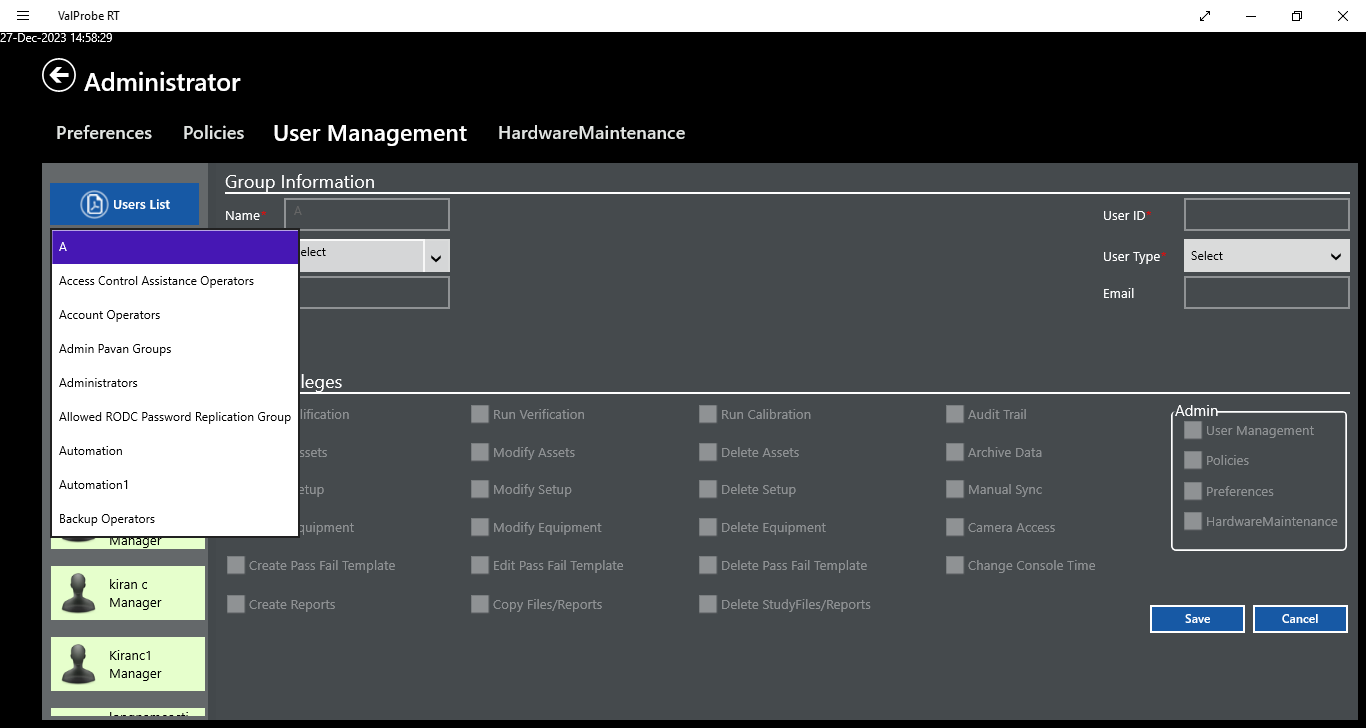 ValProbe RT
27-Dec-2023 14:58:29
Administrator
Preferences Policies User Management HardwareMaintenance
Users List
Group Information
Name* A
User ID*
A
elect
User Type* Select
Access Control Assistance Operators
Email
Account Operators
Admin Pavan Groups
Administrators
leges
Allowed RODC Password Replication Group
lification Run Verification Run Calibration Audit Trail
Admin
User Management
Automation
ssets Modify Assets Delete Assets Archive Data
Policies
Automation1
etup Modify Setup Delete Setup Manual Sync
Preferences
Backup Operators
quipment Modify Equipment Delete Equipment Camera Access
HardwareMaintenance
Manager
Create Pass Fail Template Edit Pass Fail Template Delete Pass Fail Template Change Console Time
kiran c
Manager
Create Reports Copy Files/Reports Delete StudyFiles/Reports
Save Cancel
Kiranc1
Manager